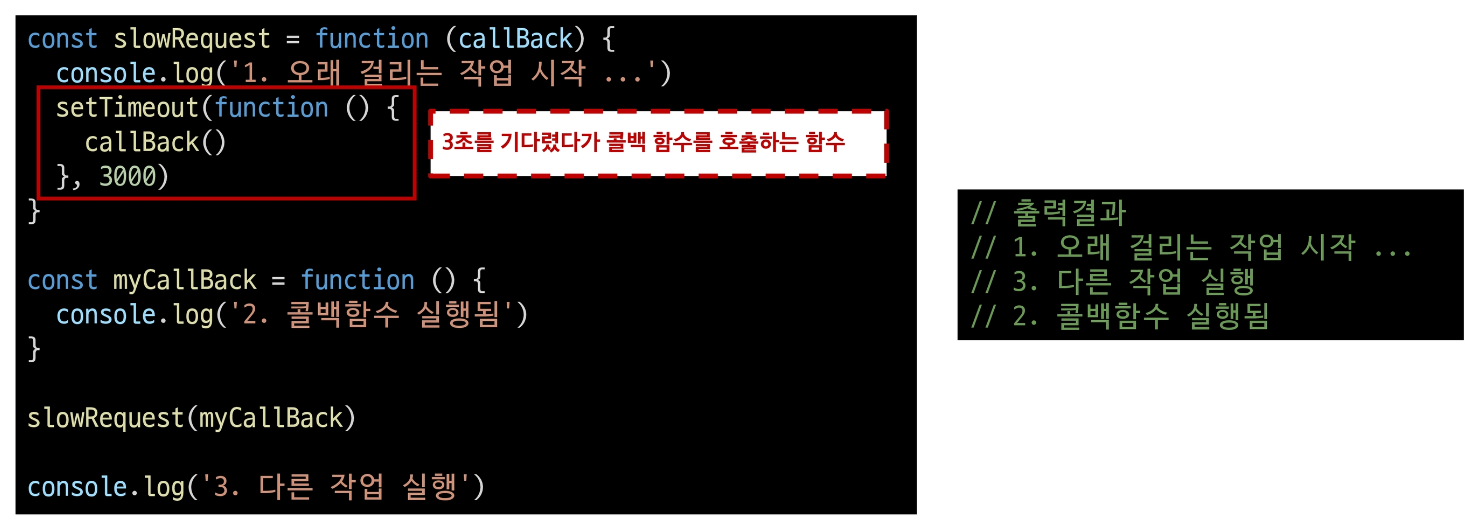 const slowRequest = function (callBack) {
  console.log('1. 오래 걸리는 작업 시작 ...')
  setTimeout(function () {
    callBack()
  }, 3000)
}

const myCallBack = function () {
  console.log('2. 콜백함수 실행됨')
}

slowRequest(myCallBack)

console.log('3. 다른 작업 실행')
3초를 기다렸다가 콜백 함수를 호출하는 함수
// 출력결과
// 1. 오래 걸리는 작업 시작 ...
// 3. 다른 작업 실행
// 2. 콜백함수 실행됨